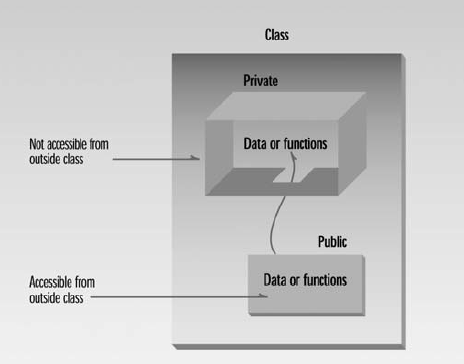 Class
Private
Not accessible from
outside class
Data or functions
Public
Accessible from
outside class
Data or functions